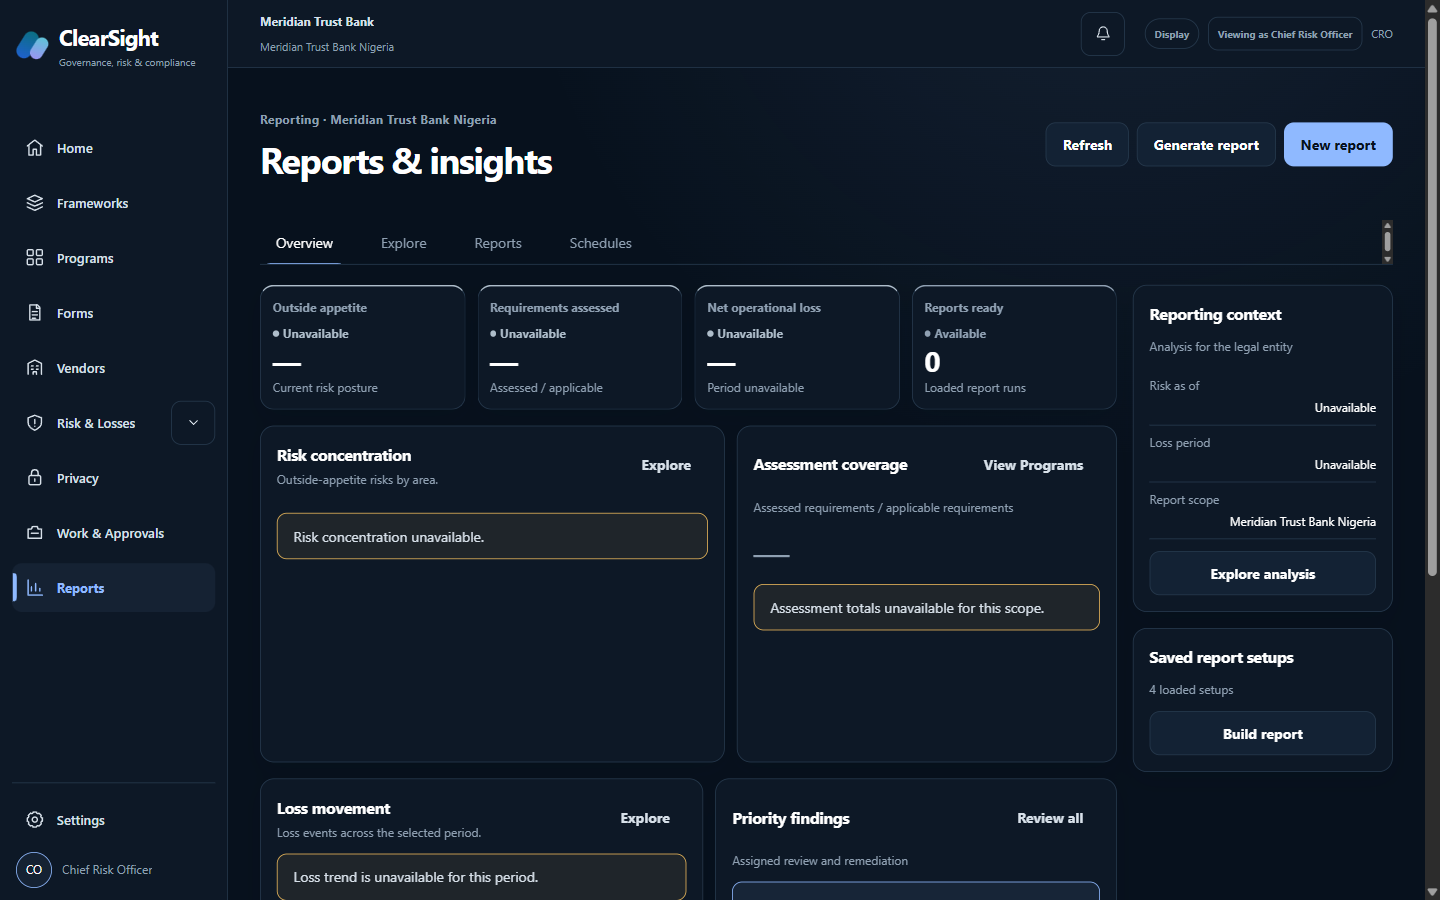 ClearSight
Governance, risk & compliance
Home
Frameworks
Programs
Forms
Vendors
Risk & Losses
Privacy
Work & Approvals
Reports
Settings
CO
Chief Risk Officer
Meridian Trust Bank
Meridian Trust Bank Nigeria
Display
Viewing as Chief Risk Officer
CRO
Reporting · Meridian Trust Bank Nigeria
Reports & insights
Refresh
Generate report
New report
Overview
Explore
Reports
Schedules
Outside appetite
Unavailable
—
Current risk posture
Requirements assessed
Unavailable
—
Assessed / applicable
Net operational loss
Unavailable
—
Period unavailable
Reports ready
Available
0
Loaded report runs
Risk concentration
Outside-appetite risks by area.
Explore
Risk concentration unavailable.
Assessment coverage
View Programs
Assessed requirements / applicable requirements
—
Assessment totals unavailable for this scope.
Loss movement
Loss events across the selected period.
Explore
Loss trend is unavailable for this period.
Priority findings
Review all
Assigned review and remediation
Reporting context
Analysis for the legal entity
Risk as of
Unavailable
Loss period
Unavailable
Report scope
Meridian Trust Bank Nigeria
Explore analysis
Saved report setups
4 loaded setups
Build report